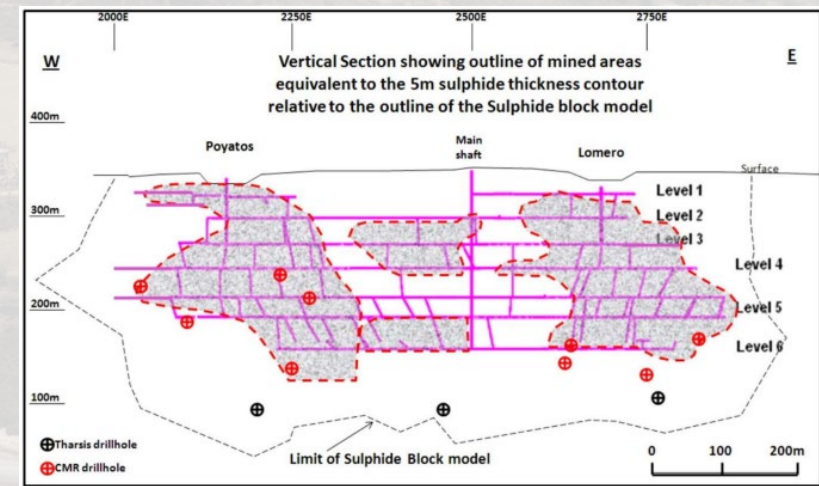 2000E 2250E 2500E 2750E
W
E
Vertical Section showing outline of mined areas
equivalent to the 5m sulphide thickness contour
relative to the outline of the Sulphide block model
400m
Poyatos
Main
shaft
Lomero
Surface
Level 1
300m
Level 2
Level 3
Level 4
200m
Level 5
Level 6
100m
Tharsis drillhole
CMR drillhole
Limit of Sulphide Block model
0 100 200m